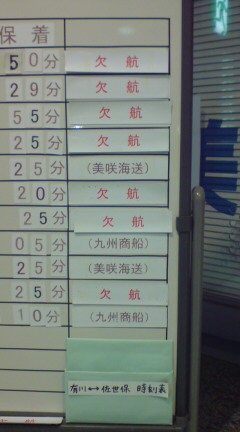 保着
50分 欠航
29分 欠航
55分 欠航
25分 欠航
25分 (美咲海送)
20分 欠航
25分 欠航
05分 (九州商船)
25分 (美咲海送)
25分 欠航
10分 (九州商船)
有川↔佐世保 時刻表